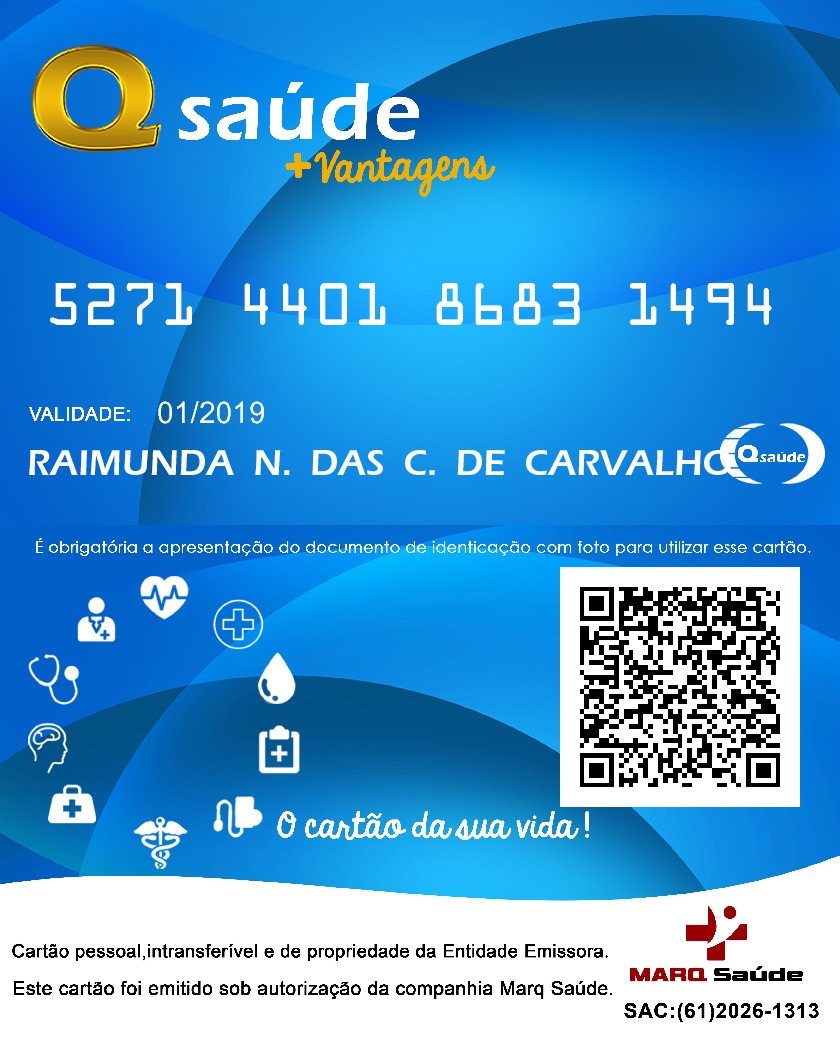 Q saúde
+Vantagens
5271 4401 8683 1494
VALIDADE: 01/2019
RAIMUNDA N. DAS C. DE CARVALHO
Qsaúde
É obrigatória a apresentação do documento de identicação com foto para utilizar esse cartão.
O cartão da sua vida!
Cartão pessoal,intransferível e de propriedade da Entidade Emissora.
Este cartão foi emitido sob autorização da companhia Marq Saúde.
MARQ Saúde
SAC:(61)2026-1313